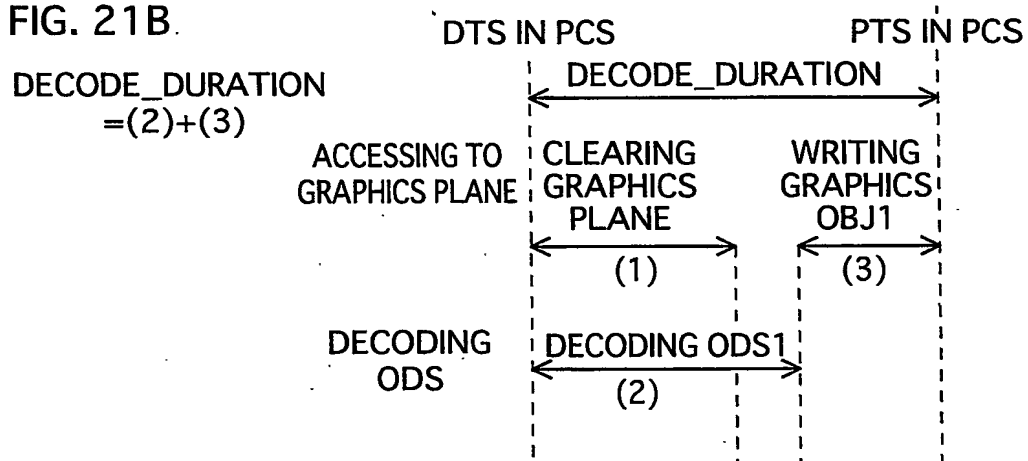 FIG. 21B.
DTS IN PCS
PTS IN PCS
DECODE_DURATION
=(2)+(3)
DECODE_DURATION
ACCESSING TO
GRAPHICS PLANE
CLEARING
GRAPHICS
PLANE
(1)
WRITING
GRAPHICS
OBJ1
(3)
DECODING
ODS
DECODING ODS1
(2)